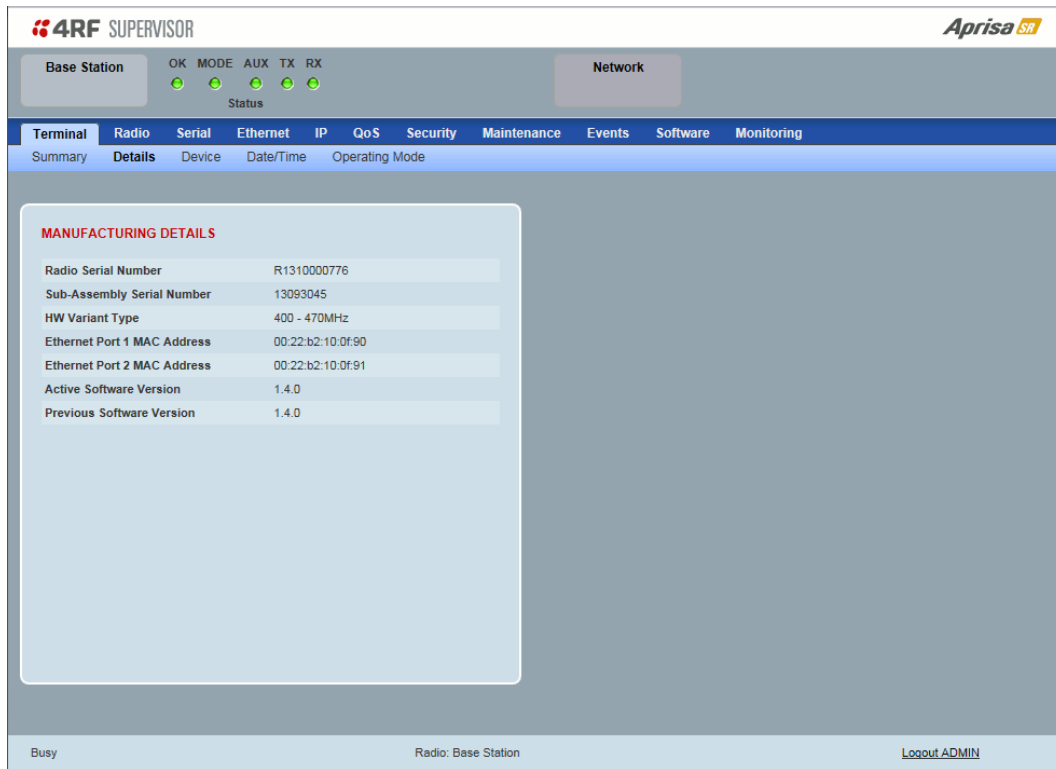 4RF SUPERVISOR
Aprisa SR
Base Station
OK MODE AUX TX RX
Status
Network
Terminal Radio Serial Ethernet IP QoS Security Maintenance Events Software Monitoring
Summary Details Device Date/Time Operating Mode
MANUFACTURING DETAILS
Radio Serial Number R1310000776
Sub-Assembly Serial Number 13093045
HW Variant Type 400 - 470MHz
Ethernet Port 1 MAC Address 00:22:b2:10:0f:90
Ethernet Port 2 MAC Address 00:22:b2:10:0f:91
Active Software Version 1.4.0
Previous Software Version 1.4.0
Busy Radio: Base Station Logout ADMIN